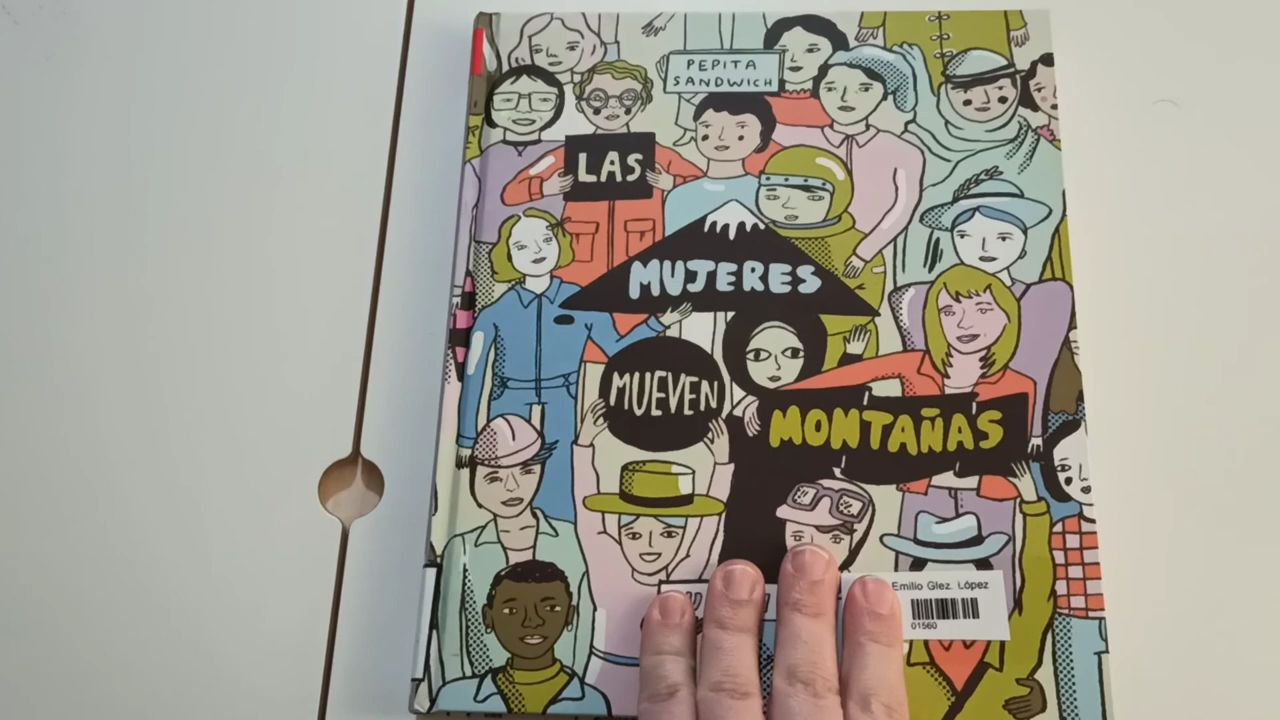 PEPITA
SANDWICH
LAS
MUJERES
MUEVEN
MONTAÑAS
Emilio Glez. López
01560